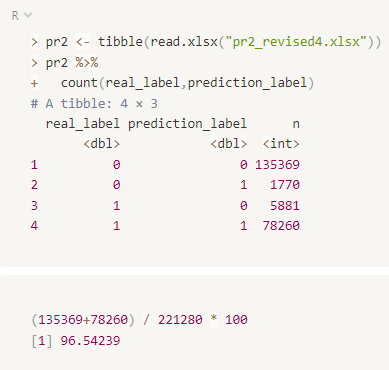 R
> pr2 <- tibble(read.xlsx("pr2_revised4.xlsx"))
> pr2 %>%
+   count(real_label,prediction_label)
# A tibble: 4 × 3
  real_label prediction_label      n
       <dbl>            <dbl>  <int>
1          0                0 135369
2          0                1   1770
3          1                0   5881
4          1                1  78260
(135369+78260) / 221280 * 100
[1] 96.54239